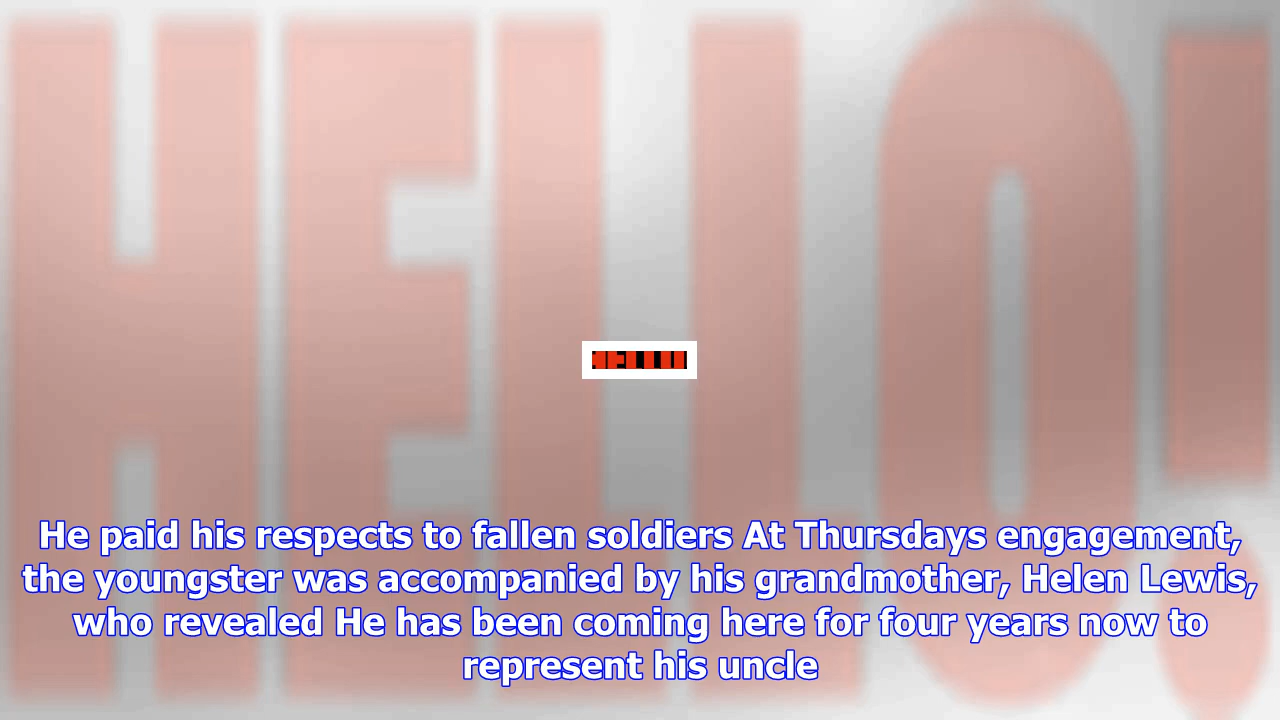 HELLO!
He paid his respects to fallen soldiers At Thursdays engagement,
the youngster was accompanied by his grandmother, Helen Lewis,
who revealed He has been coming here for four years now to
represent his uncle